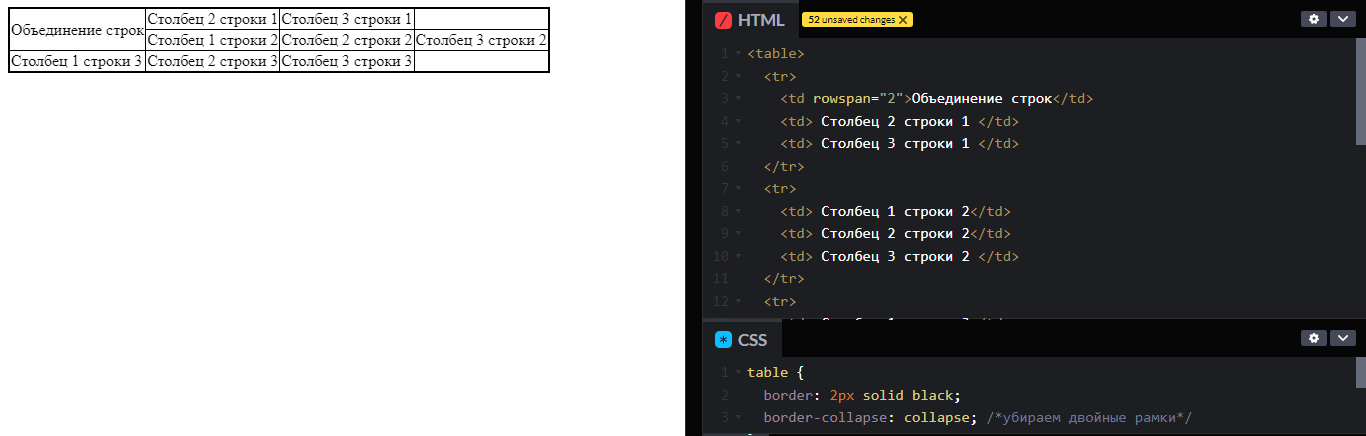 Объединение строк
Столбец 2 строки 1 Столбец 3 строки 1
Столбец 1 строки 2 Столбец 2 строки 2 Столбец 3 строки 2
Столбец 1 строки 3 Столбец 2 строки 3 Столбец 3 строки 3
/ HTML 52 unsaved changes X
1 <table>
2 <tr>
3 <td rowspan="2">Объединение строк</td>
4 <td> Столбец 2 строки 1 </td>
5 <td> Столбец 3 строки 1 </td>
6 </tr>
7 <tr>
8 <td> Столбец 1 строки 2</td>
9 <td> Столбец 2 строки 2</td>
10 <td> Столбец 3 строки 2 </td>
11 </tr>
12 <tr>
* CSS
1 table {
2 border: 2px solid black;
3 border-collapse: collapse; /*убираем двойные рамки*/